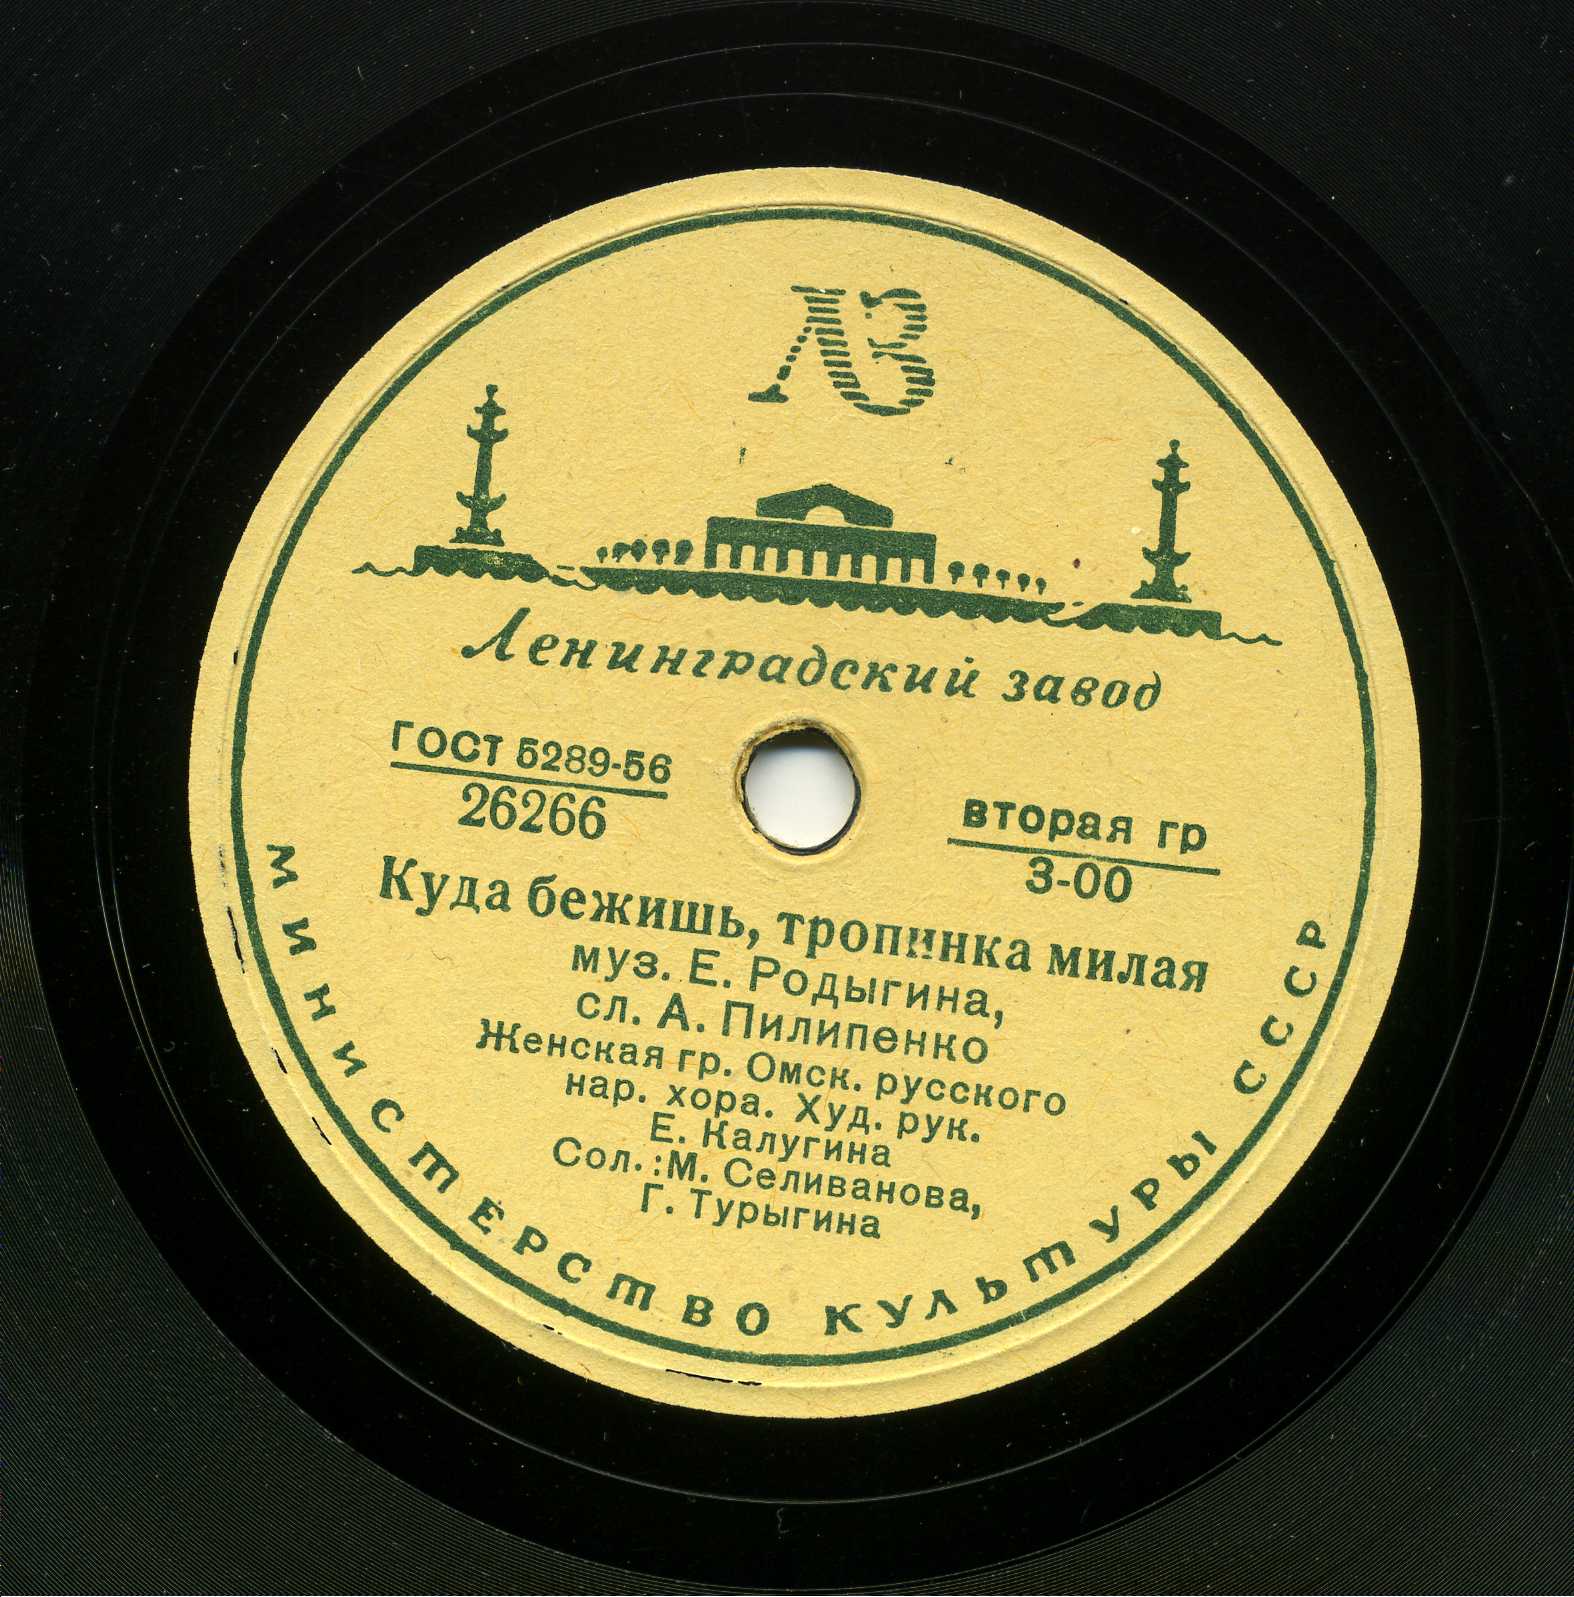 ЛЗ
Ленинградский завод
ГОСТ 5289-56
26266
вторая гр
3-00
Куда бежишь, тропинка милая
муз. Е. Родыгина,
сл. А. Пилипенко
Женская гр. Омск. русского
нар. хора. Худ. рук.
Е. Калугина
Сол.:М. Селиванова,
Г. Турыгина
МИНИСТЕРСТВО КУЛЬТУРЫ СССР